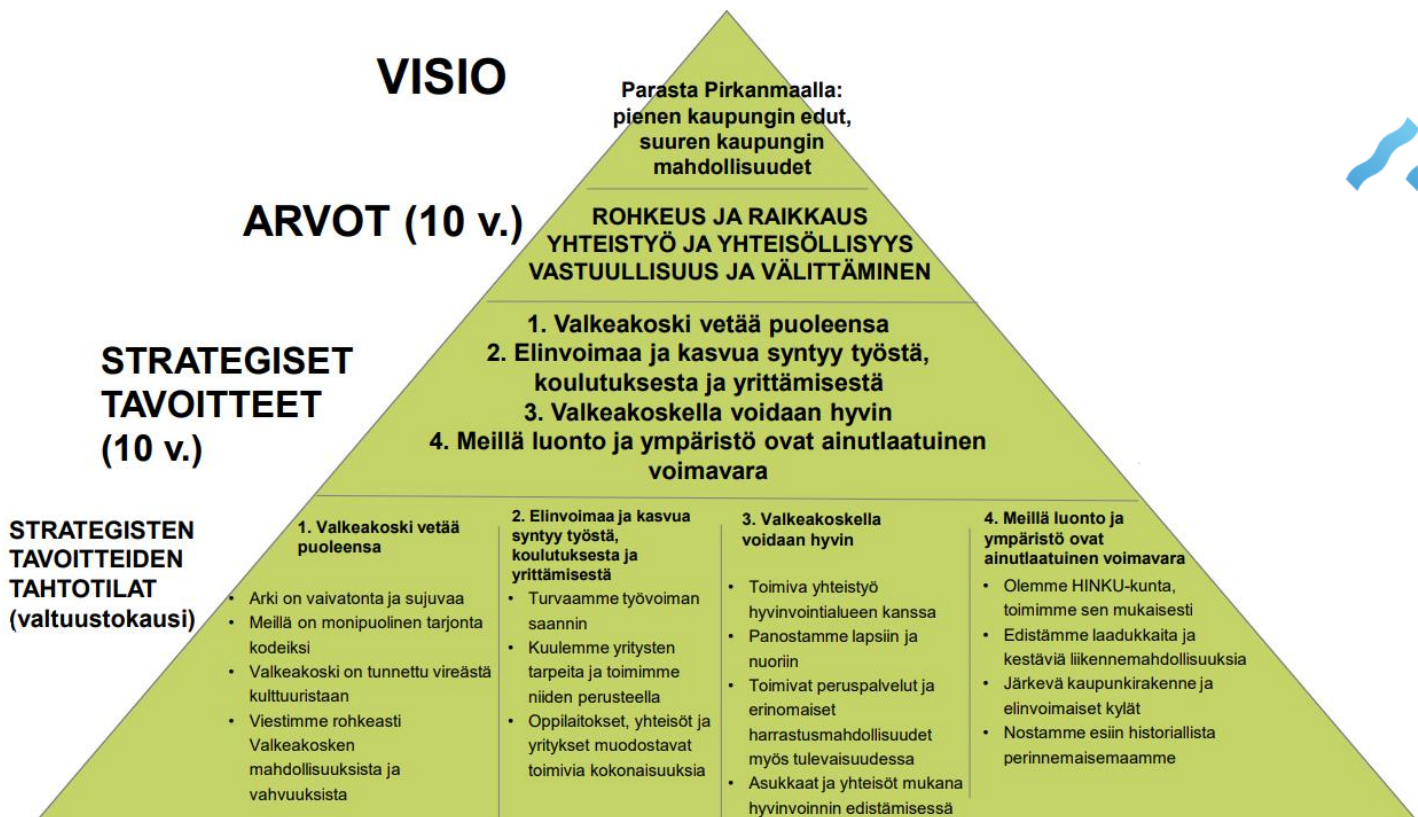 VISIO
Parasta Pirkanmaalla:
pienen kaupungin edut,
suuren kaupungin
mahdollisuudet
ARVOT (10 v.)
ROHKEUS JA RAIKKAUS
YHTEISTYÖ JA YHTEISÖLLISYYS
VASTUULLISUUS JA VÄLITTÄMINEN
STRATEGISET
TAVOITTEET
(10 v.)
1. Valkeakoski vetää puoleensa
2. Elinvoimaa ja kasvua syntyy työstä,
koulutuksesta ja yrittämisestä
3. Valkeakoskella voidaan hyvin
4. Meillä luonto ja ympäristö ovat ainutlaatuinen
voimavara
STRATEGISTEN
TAVOITTEIDEN
TAHTOTILAT
(valtuustokausi)
1. Valkeakoski vetää
puoleensa
• Arki on vaivatonta ja sujuvaa
• Meillä on monipuolinen tarjonta
kodeiksi
• Valkeakoski on tunnettu vireästä
kulttuuristaan
• Viestimme rohkeasti
Valkeakosken
mahdollisuuksista ja
vahvuuksista
2. Elinvoimaa ja kasvua
syntyy työstä,
koulutuksesta ja
yrittämisestä
• Turvaamme työvoiman
saannin
• Kuulemme yritysten
tarpeita ja toimimme
niiden perusteella
• Oppilaitokset, yhteisöt ja
yritykset muodostavat
toimivia kokonaisuuksia
3. Valkeakoskella
voidaan hyvin
• Toimiva yhteistyö
hyvinvointialueen kanssa
• Panostamme lapsiin ja
nuoriin
• Toimivat peruspalvelut ja
erinomaiset
harrastusmahdollisuudet
myös tulevaisuudessa
• Asukkaat ja yhteisöt mukana
hyvinvoinnin edistämisessä
4. Meillä luonto ja
ympäristö ovat
ainutlaatuinen voimavara
• Olemme HINKU-kunta,
toimimme sen mukaisesti
• Edistämme laadukkaita ja
kestäviä liikennemahdollisuuksia
• Järkevä kaupunkirakenne ja
elinvoimaiset kylät
• Nostamme esiin historiallista
perinnemaisemaamme